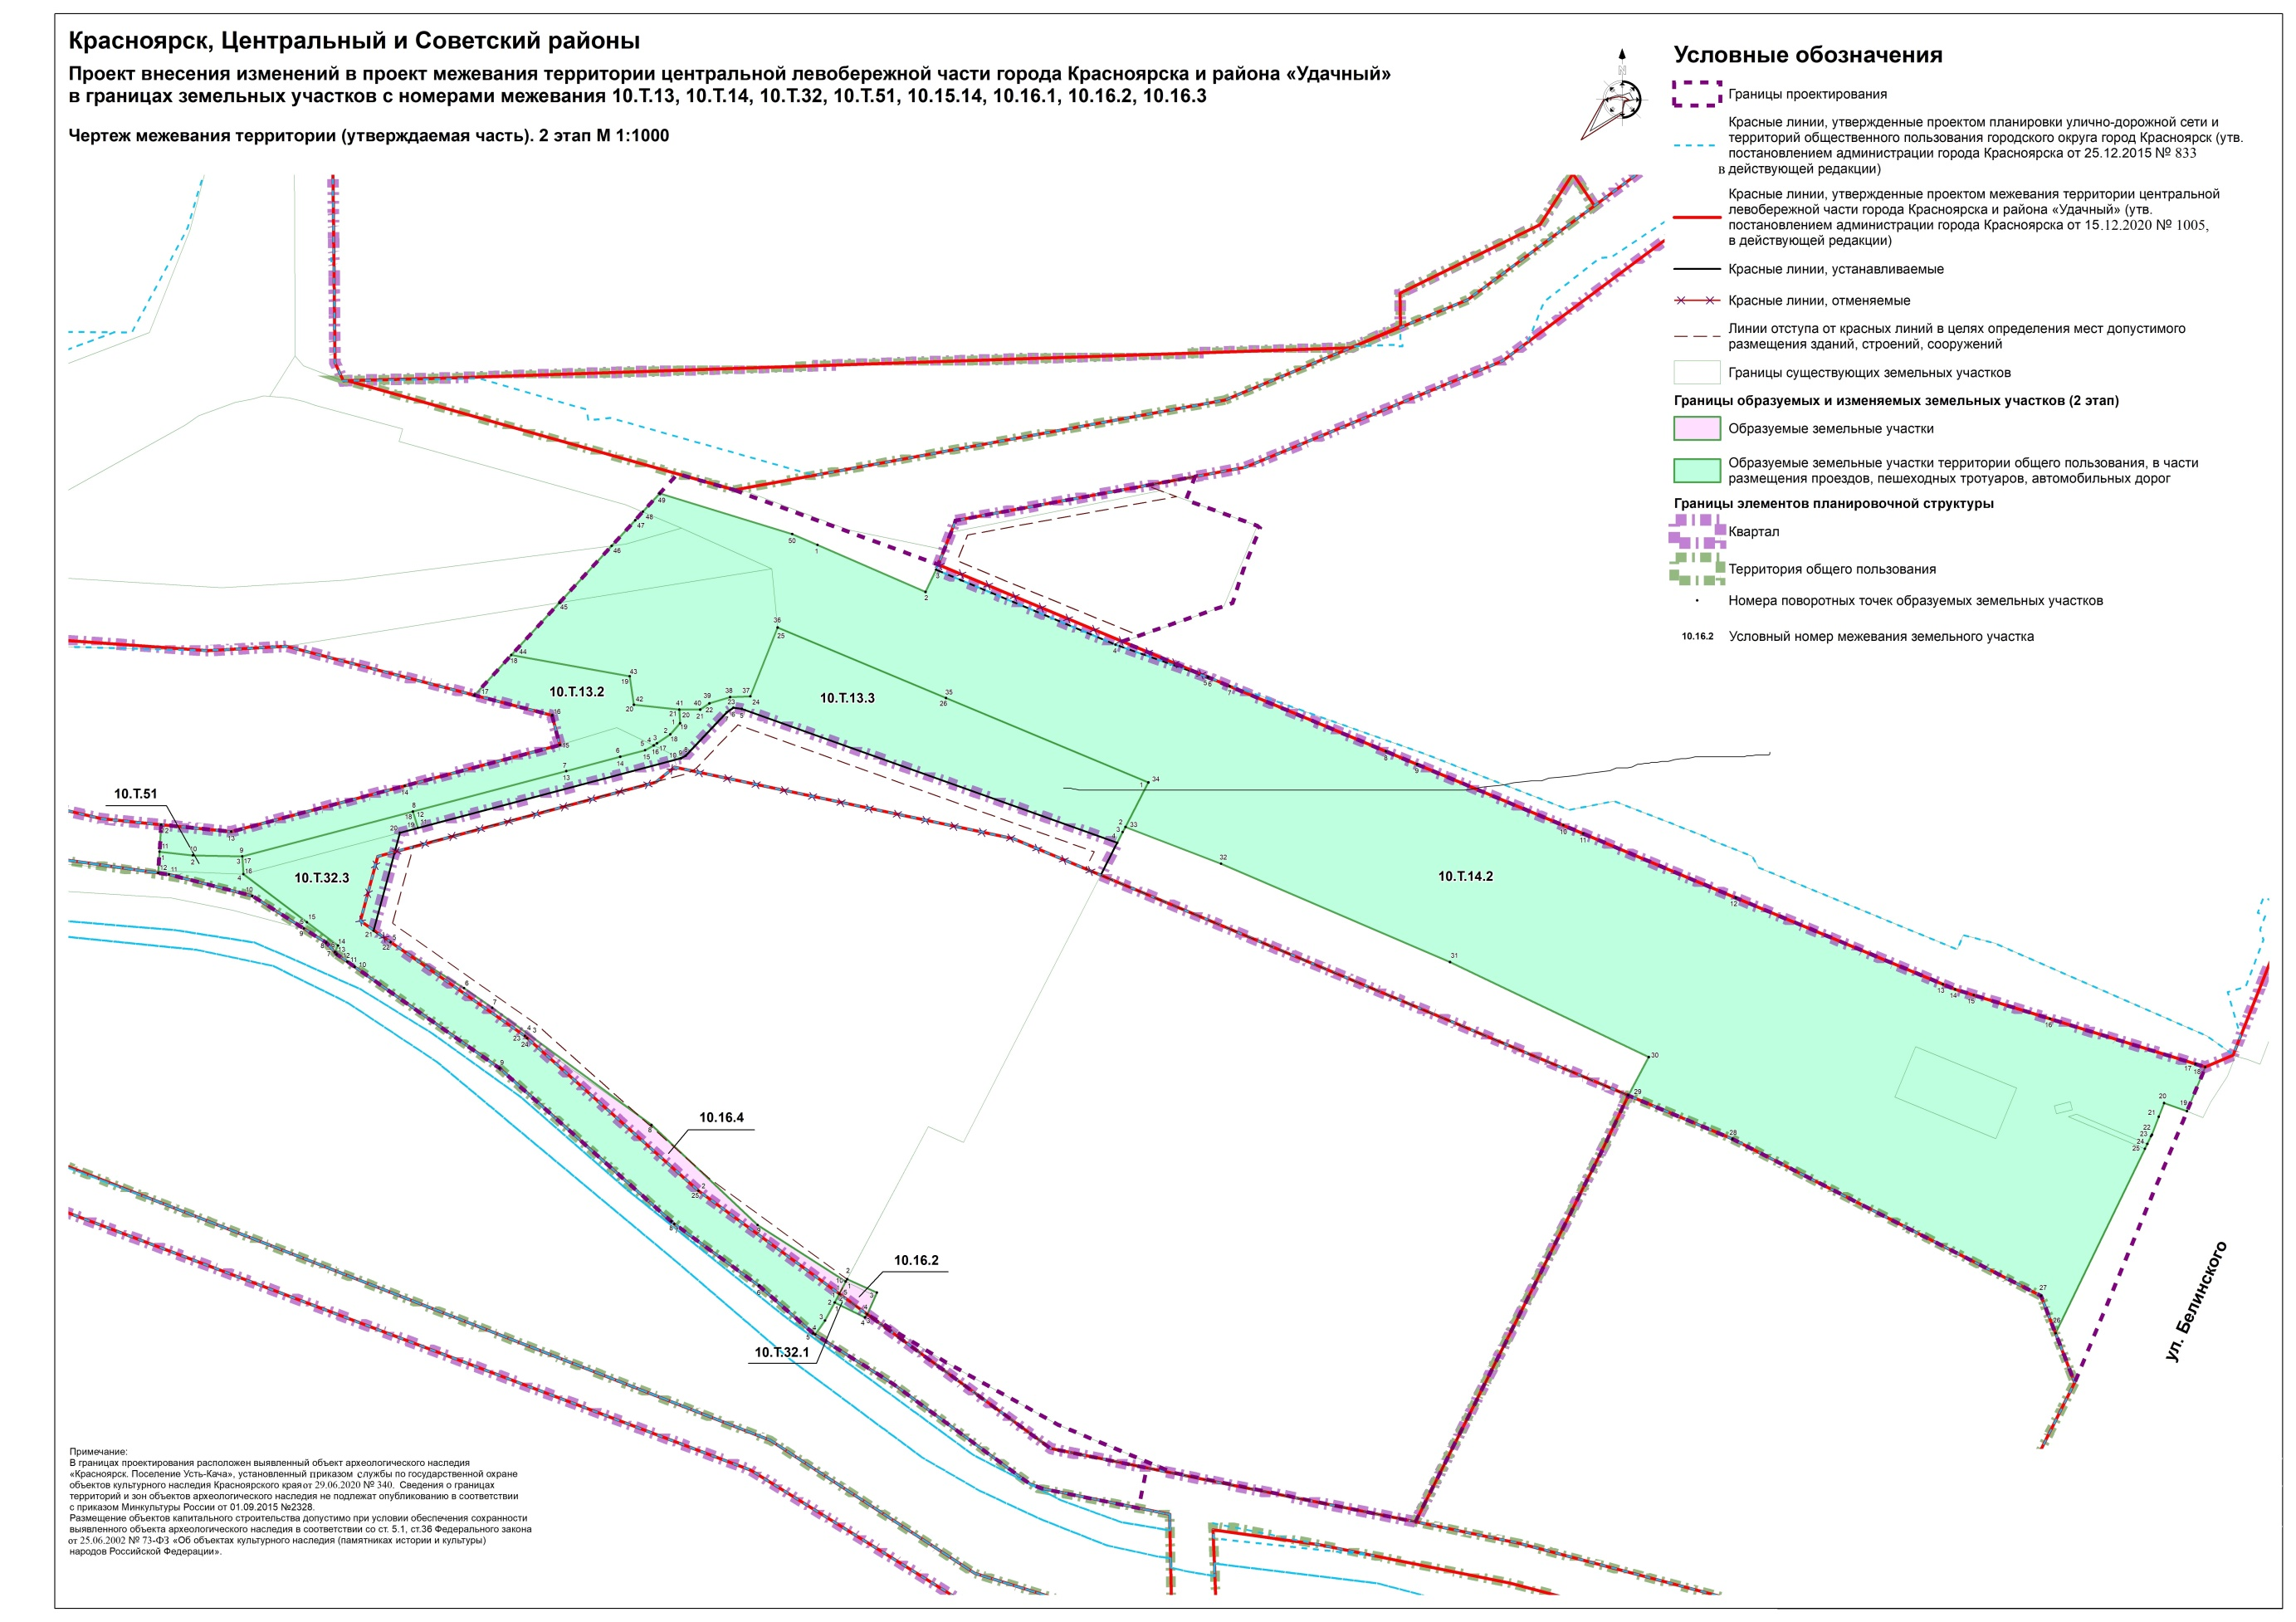 Красноярск, Центральный и Советский районы
Проект внесения изменений в проект межевания территории центральной левобережной части города Красноярска и района «Удачный»
в границах земельных участков с номерами межевания 10.Т.13, 10.Т.14, 10.Т.32, 10.Т.51, 10.15.14, 10.16.1, 10.16.2, 10.16.3
Чертеж межевания территории (утверждаемая часть). 2 этап М 1:1000
N
Условные обозначения
Границы проектирования
Красные линии, утвержденные проектом планировки улично-дорожной сети и
территорий общественного пользования городского округа город Красноярск (утв.
постановлением администрации города Красноярска от 25.12.2015 № 833
в действующей редакции)
Красные линии, утвержденные проектом межевания территории центральной
левобережной части города Красноярска и района «Удачный» (утв.
постановлением администрации города Красноярска от 15.12.2020 № 1005,
в действующей редакции)
Красные линии, устанавливаемые
Красные линии, отменяемые
Линии отступа от красных линий в целях определения мест допустимого
размещения зданий, строений, сооружений
Границы существующих земельных участков
Границы образуемых и изменяемых земельных участков (2 этап)
Образуемые земельные участки
Образуемые земельные участки территории общего пользования, в части
размещения проездов, пешеходных тротуаров, автомобильных дорог
Границы элементов планировочной структуры
Квартал
Территория общего пользования
Номера поворотных точек образуемых земельных участков
10.16.2 Условный номер межевания земельного участка
10.Т.13.2
10.Т.13.3
10.Т.51
10.Т.32.3
10.Т.14.2
10.16.4
10.16.2
10.Т.32.1
ул. Белинского
Примечание:
В границах проектирования расположен выявленный объект археологического наследия
«Красноярск. Поселение Усть-Кача», установленный приказом службы по государственной охране
объектов культурного наследия Красноярского края от 29.06.2020 № 340. Сведения о границах
территорий и зон объектов археологического наследия не подлежат опубликованию в соответствии
с приказом Минкультуры России от 01.09.2015 №2328.
Размещение объектов капитального строительства допустимо при условии обеспечения сохранности
выявленного объекта археологического наследия в соответствии со ст. 5.1, ст.36 Федерального закона
от 25.06.2002 № 73-ФЗ «Об объектах культурного наследия (памятниках истории и культуры)
народов Российской Федерации».